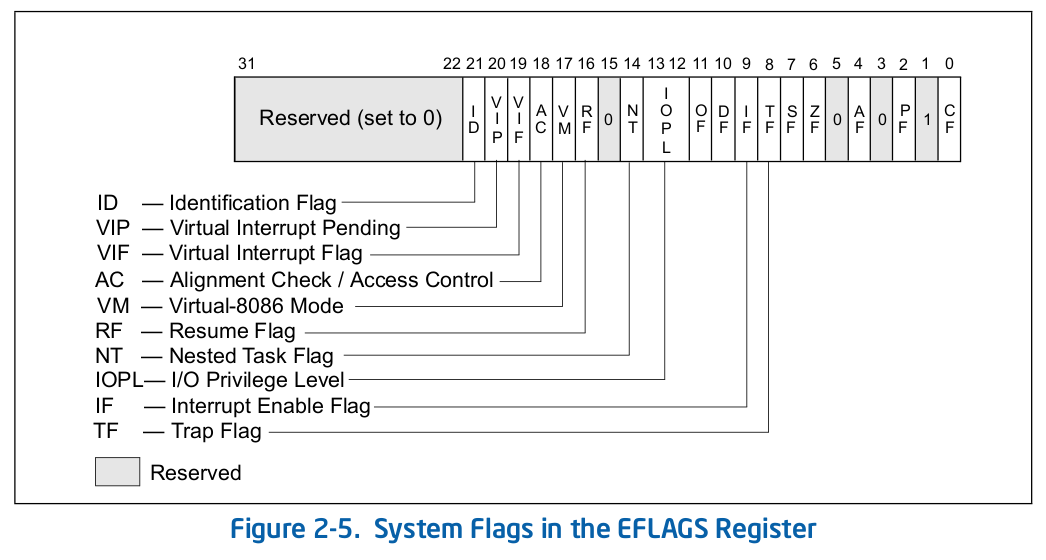 31 22 21 20 19 18 17 16 15 14 13 12 11 10 9 8 7 6 5 4 3 2 1 0
Reserved (set to 0) ID VIP VIF AC VM RF 0 NT IOPL OF DF IF TF SF ZF 0 AF 0 PF 1 CF
ID — Identification Flag
VIP — Virtual Interrupt Pending
VIF — Virtual Interrupt Flag
AC — Alignment Check / Access Control
VM — Virtual-8086 Mode
RF — Resume Flag
NT — Nested Task Flag
IOPL— I/O Privilege Level
IF — Interrupt Enable Flag
TF — Trap Flag
Reserved
Figure 2-5. System Flags in the EFLAGS Register